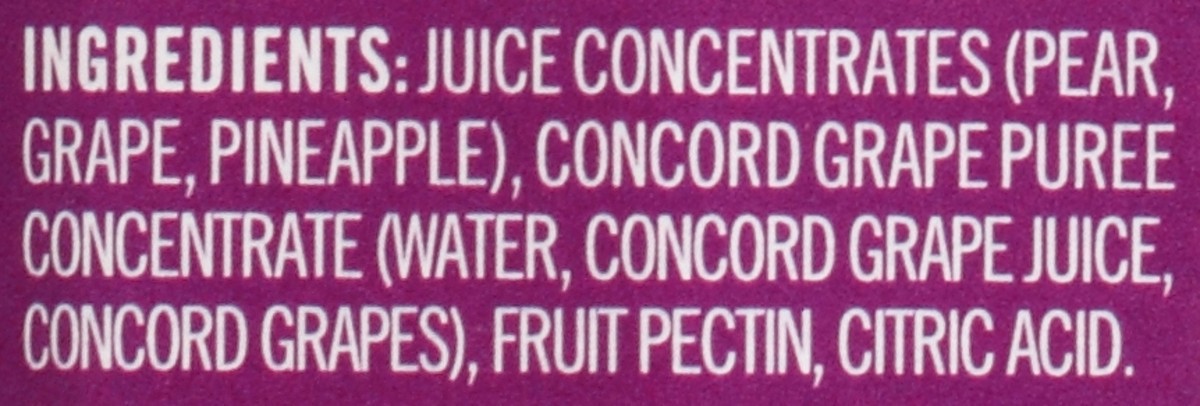 INGREDIENTS: JUICE CONCENTRATES (PEAR,
GRAPE, PINEAPPLE), CONCORD GRAPE PUREE
CONCENTRATE (WATER, CONCORD GRAPE JUICE,
CONCORD GRAPES), FRUIT PECTIN, CITRIC ACID.